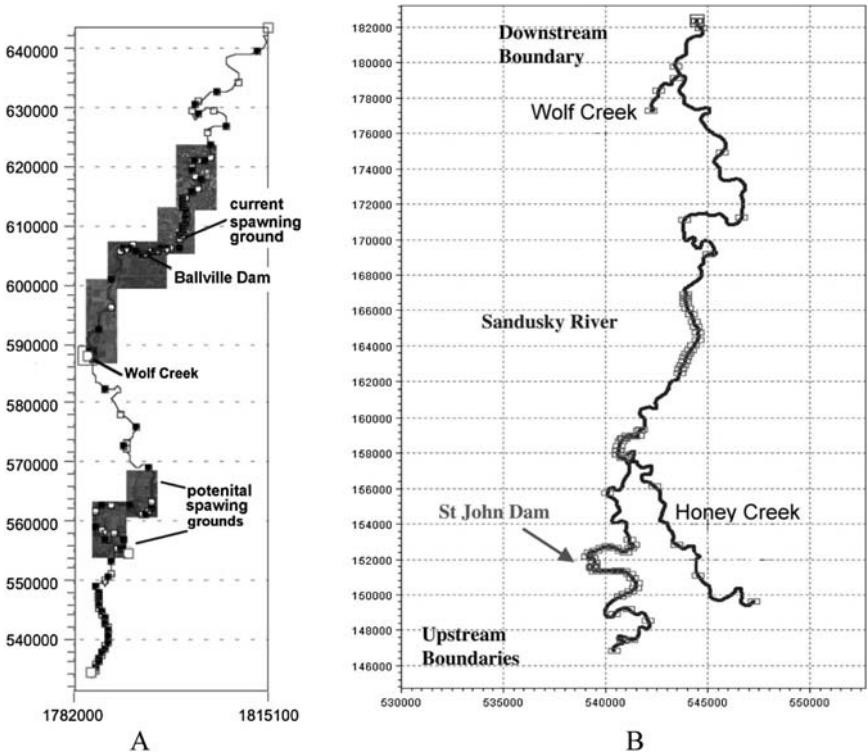 640000
630000
620000
610000
600000
590000
580000
570000
560000
550000
540000
1782000
1815100
current
spawning
ground
Ballville Dam
Wolf Creek
potenital
spawing
grounds
A
182000
180000
178000
176000
174000
172000
170000
168000
166000
164000
162000
160000
158000
156000
154000
152000
150000
148000
146000
530000
535000
540000
545000
550000
Downstream
Boundary
Wolf Creek
Sandusky River
St John Dam
Honey Creek
Upstream
Boundaries
B